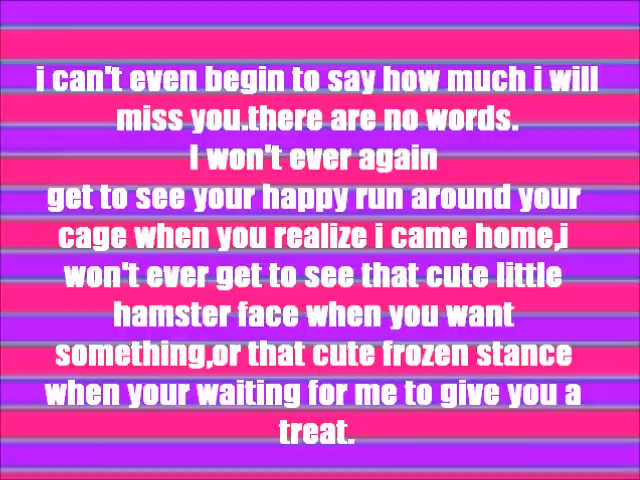 i can't even begin to say how much i will
miss you.there are no words.
I won't ever again
get to see your happy run around your
cage when you realize i came home,i
won't ever get to see that cute little
hamster face when you want
something,or that cute frozen stance
when your waiting for me to give you a
treat.